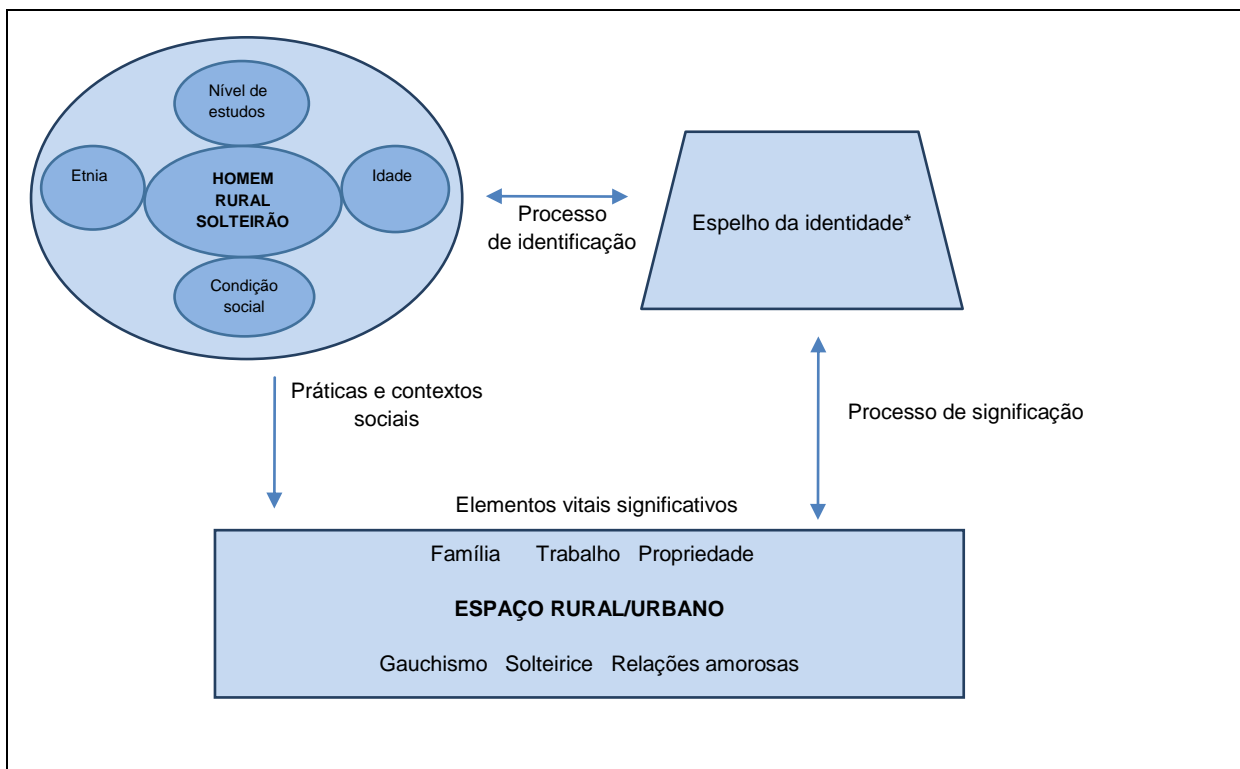 Nível de
estudos
Etnia
HOMEM
RURAL
SOLTEIRÃO
Idade
Condição
social
Processo
de identificação
Espelho da identidade*
Práticas e contextos
sociais
Processo de significação
Elementos vitais significativos
Família Trabalho Propriedade
ESPAÇO RURAL/URBANO
Gauchismo Solteirice Relações amorosas